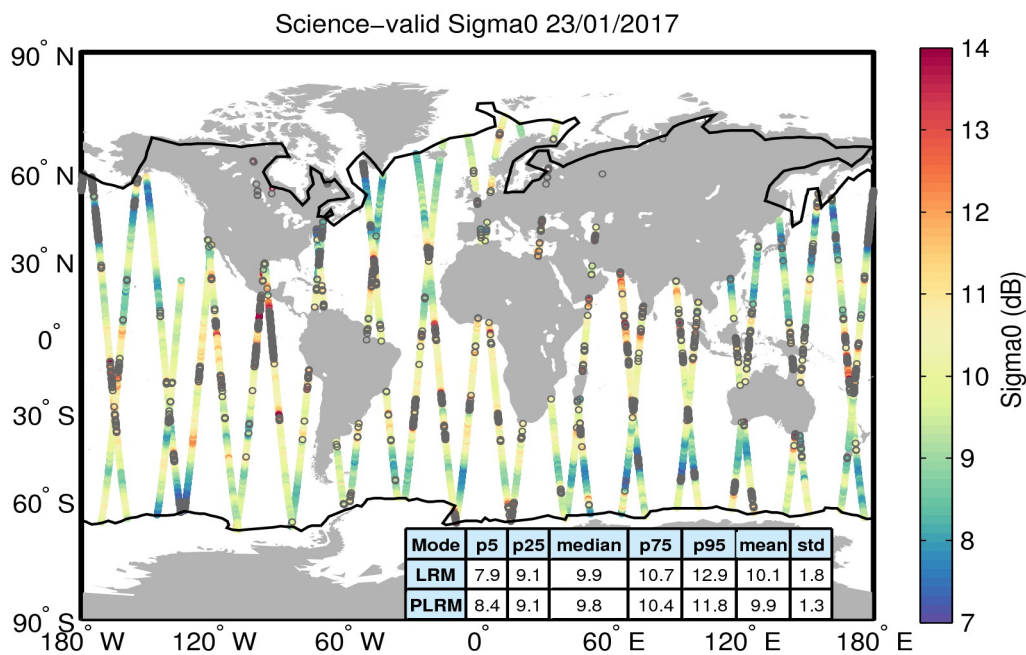 Science−valid Sigma0 23/01/2017
90° N
60° N
30° N
0°
30° S
60° S
90° S
180° W
120° W
60° W
0°
60° E
120° E
180° E
14
13
12
11
10
9
8
7
Sigma0 (dB)
Mode p5 p25 median p75 p95 mean std
LRM 7.9 9.1 9.9 10.7 12.9 10.1 1.8
PLRM 8.4 9.1 9.8 10.4 11.8 9.9 1.3